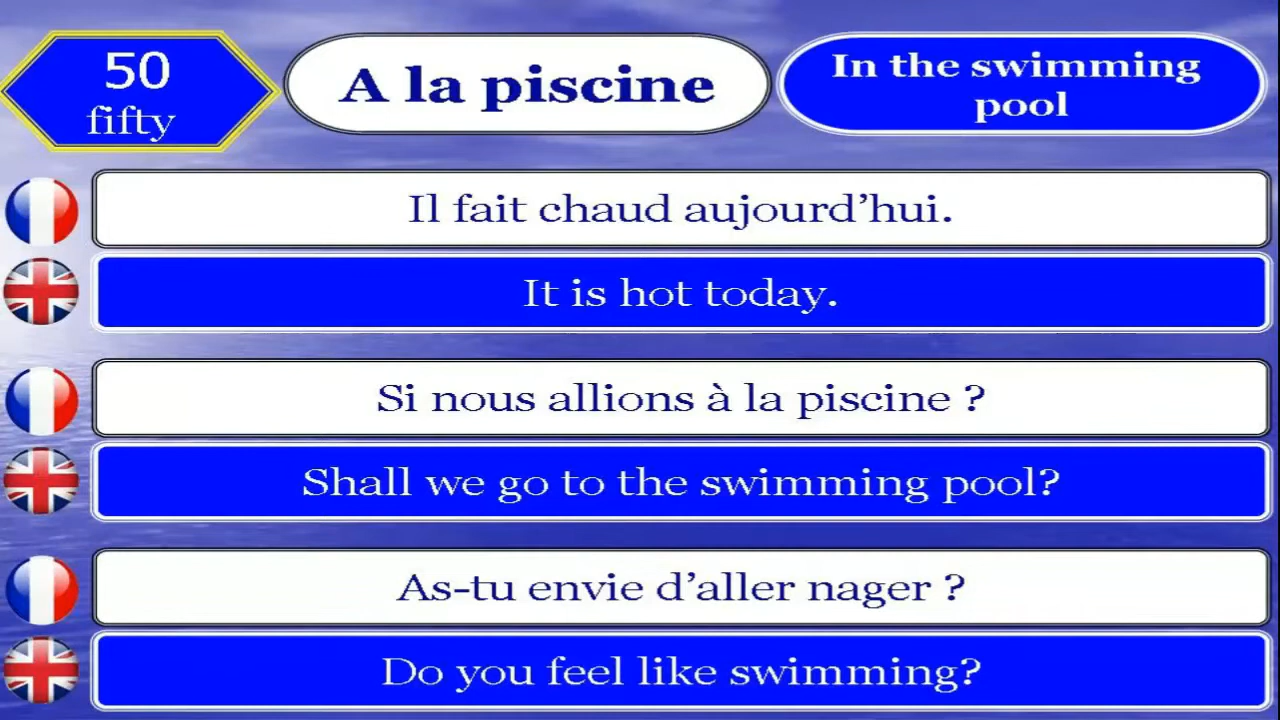 50
fifty
A la piscine
In the swimming
pool
Il fait chaud aujourd’hui.
It is hot today.
Si nous allions à la piscine ?
Shall we go to the swimming pool?
As-tu envie d’aller nager ?
Do you feel like swimming?